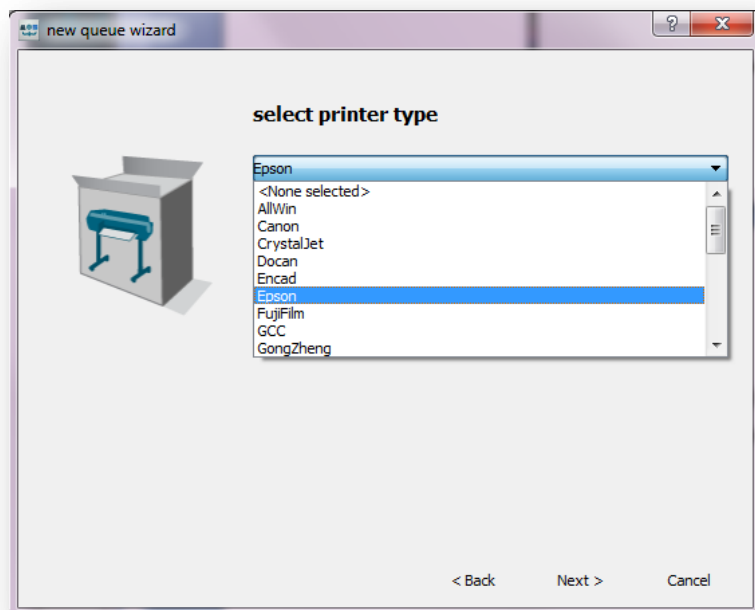 new queue wizard
select printer type
Epson
<None selected>
AllWin
Canon
CrystalJet
Docan
Encad
Epson
FujiFilm
GCC
GongZheng
< Back Next > Cancel